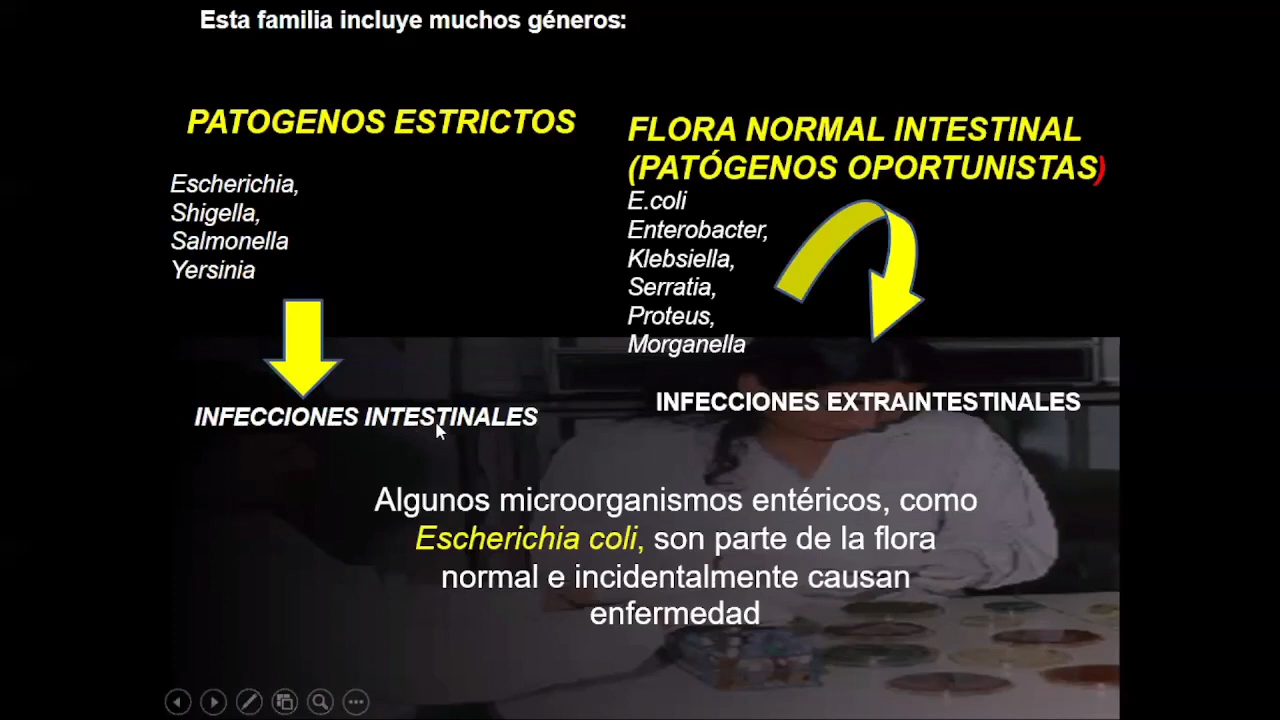 Esta familia incluye muchos géneros:
PATOGENOS ESTRICTOS
Escherichia,
Shigella,
Salmonella
Yersinia
INFECCIONES INTESTINALES
FLORA NORMAL INTESTINAL
(PATÓGENOS OPORTUNISTAS)
E.coli
Enterobacter,
Klebsiella,
Serratia,
Proteus,
Morganella
INFECCIONES EXTRAINTESTINALES
Algunos microorganismos entéricos, como
Escherichia coli, son parte de la flora
normal e incidentalmente causan
enfermedad